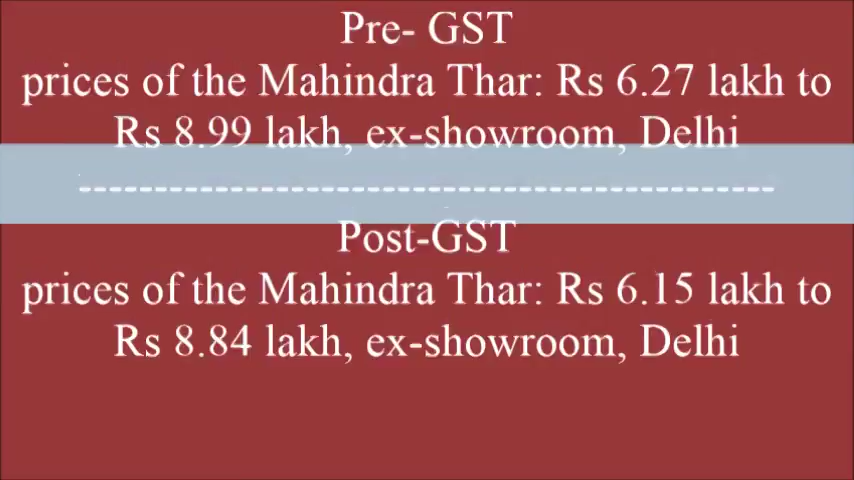 Pre- GST
prices of the Mahindra Thar: Rs 6.27 lakh to
Rs 8.99 lakh, ex-showroom, Delhi
----------------------------------------------
Post-GST
prices of the Mahindra Thar: Rs 6.15 lakh to
Rs 8.84 lakh, ex-showroom, Delhi